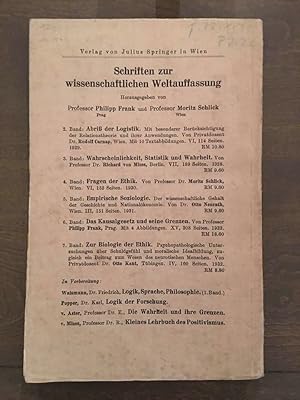 Verlag von Julius Springer in Wien
Schriften zur
wissenschaftlichen Weltauffassung
Herausgegeben von
Professor Philipp Frank und Professor Moritz Schlick
Prag Wien
2. Band: Abriß der Logistik. Mit besonderer Berücksichtigung
der Relationstheorie und ihrer Anwendungen. Von Privatdozent
Dr. Rudolf Carnap, Wien. Mit 10 Textabbildungen. VI, 114 Seiten.
1929. RM 10.80
3. Band: Wahrscheinlichkeit, Statistik und Wahrheit. Von
Professor Dr. Richard von Mises, Berlin. VII, 189 Seiten. 1928.
RM 9.60
4. Band: Fragen der Ethik. Von Professor Dr. Moritz Schlick,
Wien. VI, 152 Seiten. 1930. RM 9.60
5. Band: Empirische Soziologie. Der wissenschaftliche Gehalt
der Geschichte und Nationalökonomie. Von Dr. Otto Neurath,
Wien. III, 151 Seiten. 1931. RM 9.60
6. Band: Das Kausalgesetz und seine Grenzen. Von Professor
Philipp Frank, Prag. Mit 4 Abbildungen. XV, 308 Seiten. 1932.
RM 18.60
7. Band: Zur Biologie der Ethik. Psychopathologische Unter-
suchungen über Schuldgefühl und moralische Idealbildung, zu-
gleich ein Beitrag zum Wesen des neurotischen Menschen. Von
Privatdozent Dr. Otto Kant, Tübingen. IV, 160 Seiten. 1932.
RM 8.80
In Vorbereitung:
Waismann, Dr. Friedrich, Logik, Sprache, Philosophie. (1. Band.)
Popper, Dr. Karl, Logik der Forschung.
v. Aster, Professor Dr. E., Die Wahrheit und ihre Grenzen.
v. Mises, Professor Dr. R., Kleines Lehrbuch des Positivismus.